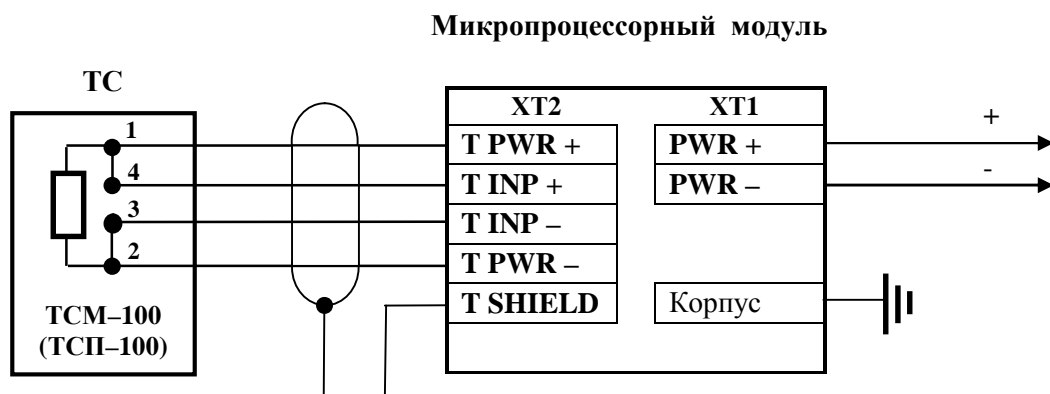 Микропроцессорный модуль
ТС
XT2
XT1
+
1
T PWR +
PWR +
4
T INP +
PWR –
-
3
T INP –
2
T PWR –
T SHIELD
Корпус
ТСМ–100
(ТСП–100)